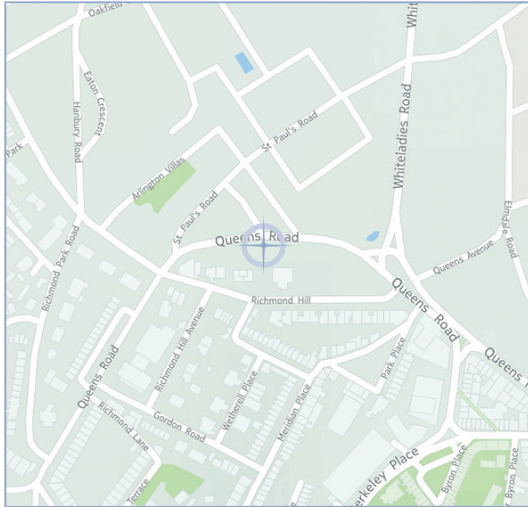 Oakfield
Whit
Eaton Crescent
Hanbury Road
St. Paul's Road
Whiteladies Road
Park
Arlington Villas
Elmdale Road
St. Paul's Road
Queens Road
Queens Avenue
Richmond Park Road
Richmond Hill
Queens Road
Richmond Hill Avenue
Queens Road
Queens
Park Place
Wetherell Place
Meridian Place
Gordon Road
Richmond Lane
Terrace
erkeley Place
Byron Place
Byron Place